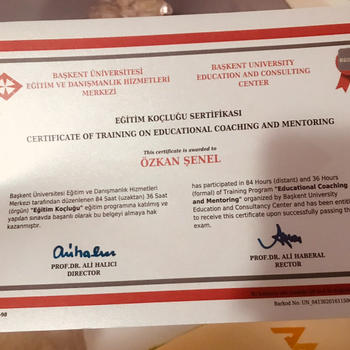 BAŞKENT ÜNİVERSİTESİ
EĞİTİM VE DANIŞMANLIK HİZMETLERİ
MERKEZİ
BAŞKENT UNIVERSITY
EDUCATION AND CONSULTING
CENTER
EĞİTİM KOÇLUĞU SERTİFİKASI
CERTIFICATE OF TRAINING ON EDUCATIONAL COACHING AND MENTORING
This certificate is awarded to
ÖZKAN ŞENEL
Başkent Üniversitesi Eğitim ve Danışmanlık Hizmetleri
Merkezi tarafından düzenlenen 84 Saat (uzaktan) 36 Saat
(örgün) "Eğitim Koçluğu" eğitim programına katılmış ve
yapılan sınavda başarılı olarak bu belgeyi almaya hak
kazanmıştır.
has participated in 84 Hours (distant) and 36 Hours
(formal) of Training Program "Educational Coaching
and Mentoring" organized by Başkent University
Education and Consultancy Center and has been entit
to receive this certificate upon successfully passing th
exam.
PROF.DR. ALİ HALICI
DIRECTOR
PROF.DR. ALİ HABERAL
RECTOR
-98